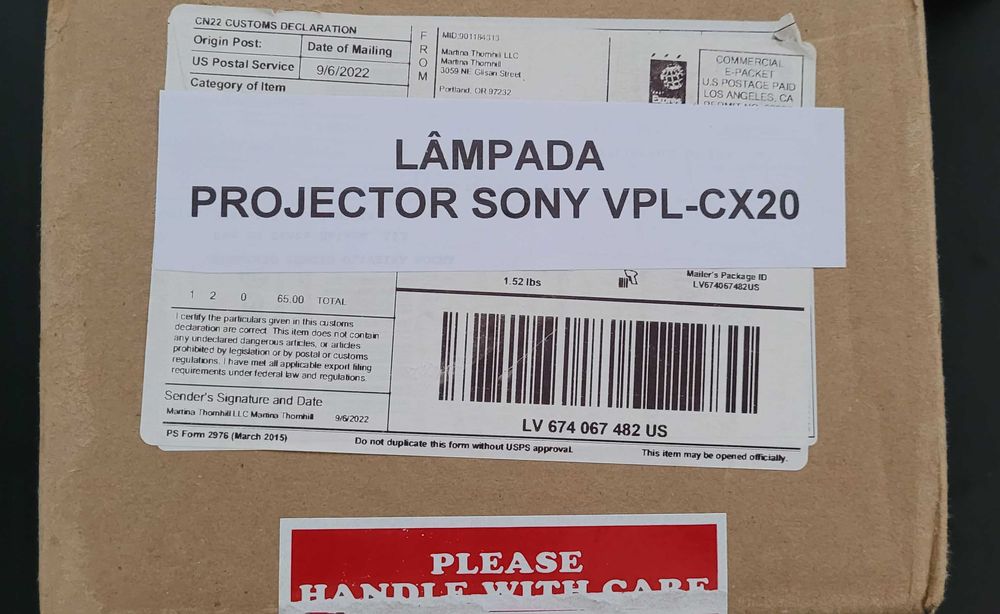 CN22 CUSTOMS DECLARATION
Origin Post:
US Postal Service
Date of Mailing
9/6/2022
Category of Item
FROM
MID:901184313
Martina Thornhill LLC
Martina Thornhill
3059 NE Glisan Street
Portland, OR 97232
COMMERCIAL
E-PACKET
U.S POSTAGE PAID
LOS ANGELES, CA
LÂMPADA
PROJECTOR SONY VPL-CX20
1.52 lbs
Mailer's Package ID
LV674067482US
1 2 0 65.00 TOTAL
I certify the particulars given in this customs
declaration are correct. This item does not contain
any undeclared dangerous articles, or articles
prohibited by legislation or by postal or customs
regulations. I have met all applicable export filing
requirements under federal law and regulations.
Sender's Signature and Date
Martina Thornhill LLC Martina Thornhill 9/6/2022
LV 674 067 482 US
PS Form 2976 (March 2015)
Do not duplicate this form without USPS approval.
This item may be opened officially.
PLEASE
HANDLE WITH CARE